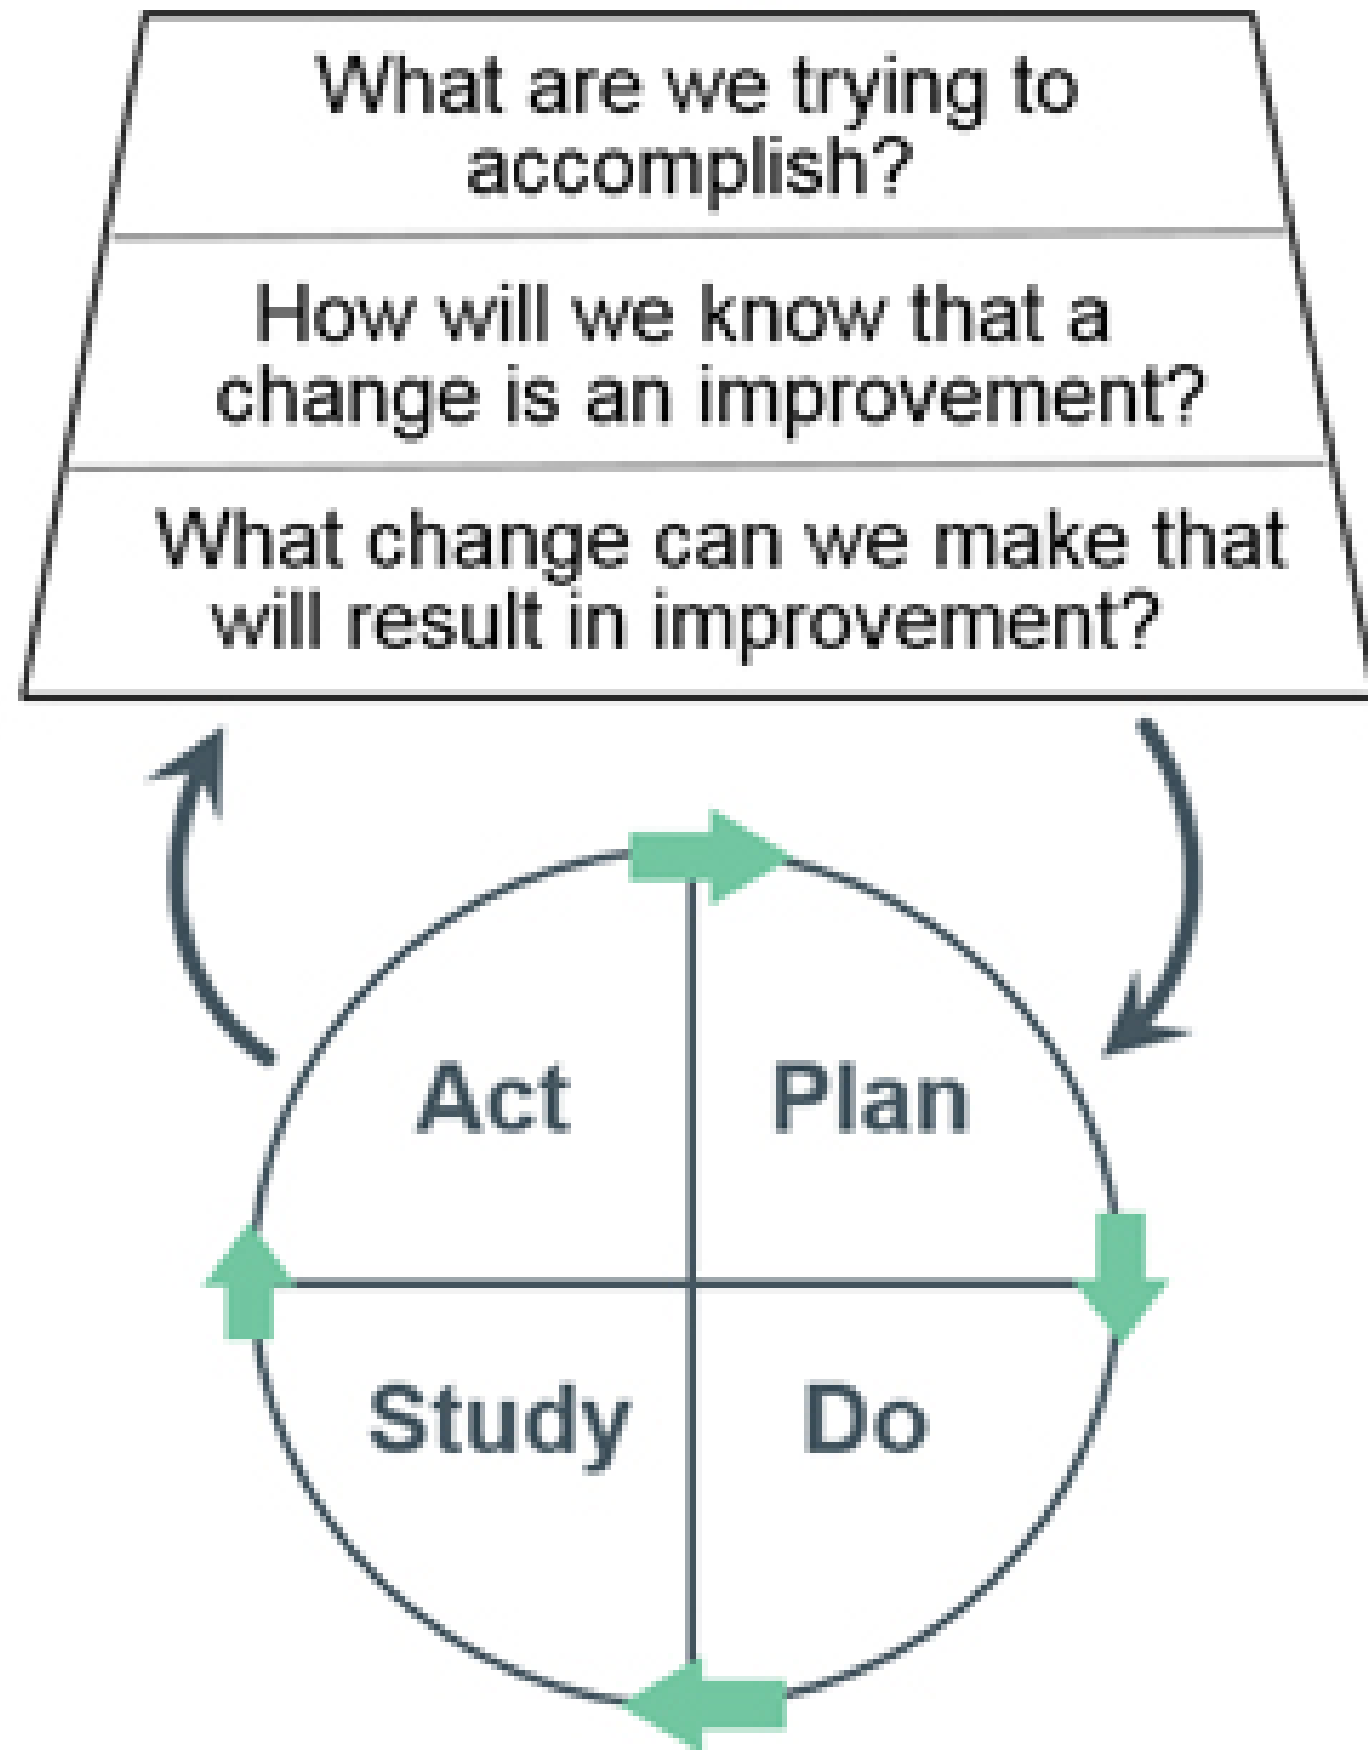 What are we trying to
accomplish?
How will we know that a
change is an improvement?
What change can we make that
will result in improvement?
Act
Plan
Study
Do